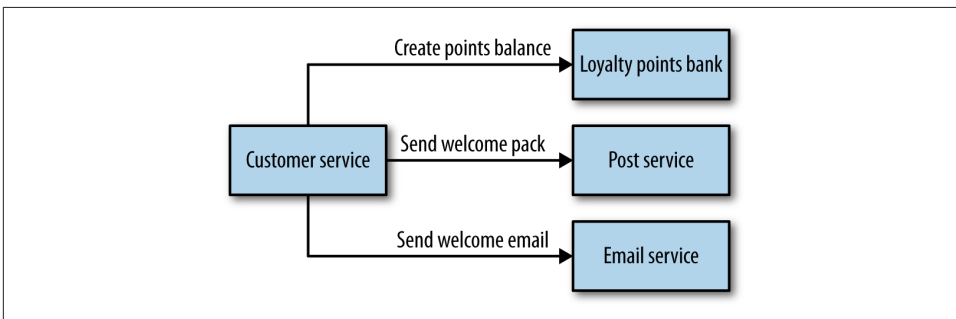 Create points balance
Loyalty points bank
Customer service
Send welcome pack
Post service
Send welcome email
Email service